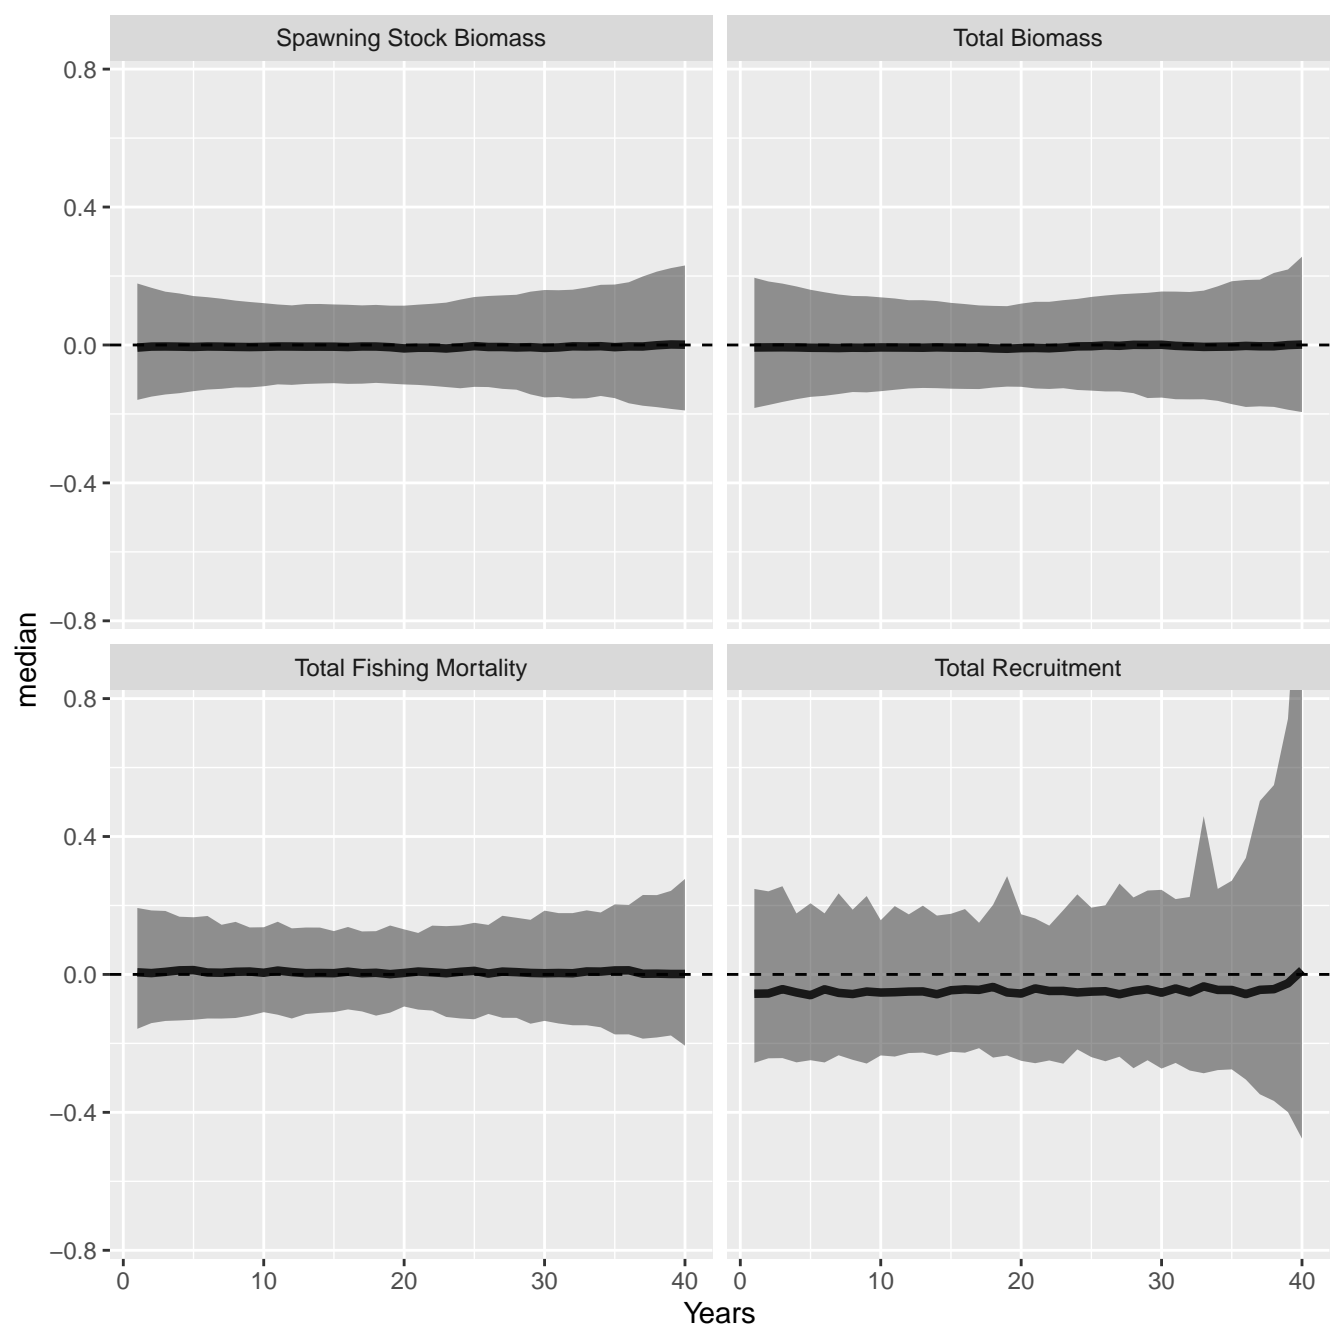 Spawning Stock Biomass
Total Biomass
0.8
0.4
0.0
−0.4
−0.8
median
Total Fishing Mortality
Total Recruitment
0.8
0.4
0.0
−0.4
−0.8
0 10 20 30 40
0 10 20 30 40
Years